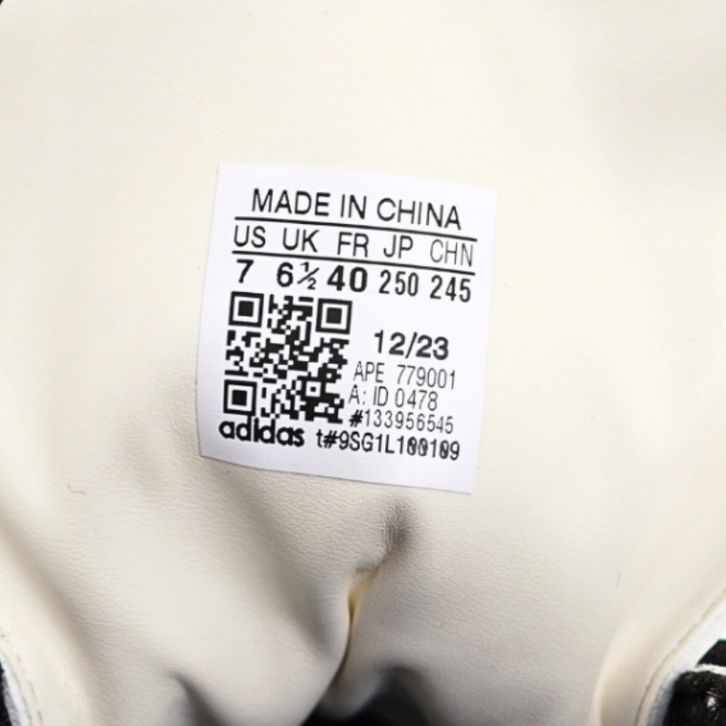 MADE IN CHINA
US UK FR JP CHN
7 6½ 40 250 245
12/23
APE 779001
A: ID 0478
#133956545
adidas t#9SG1L100109